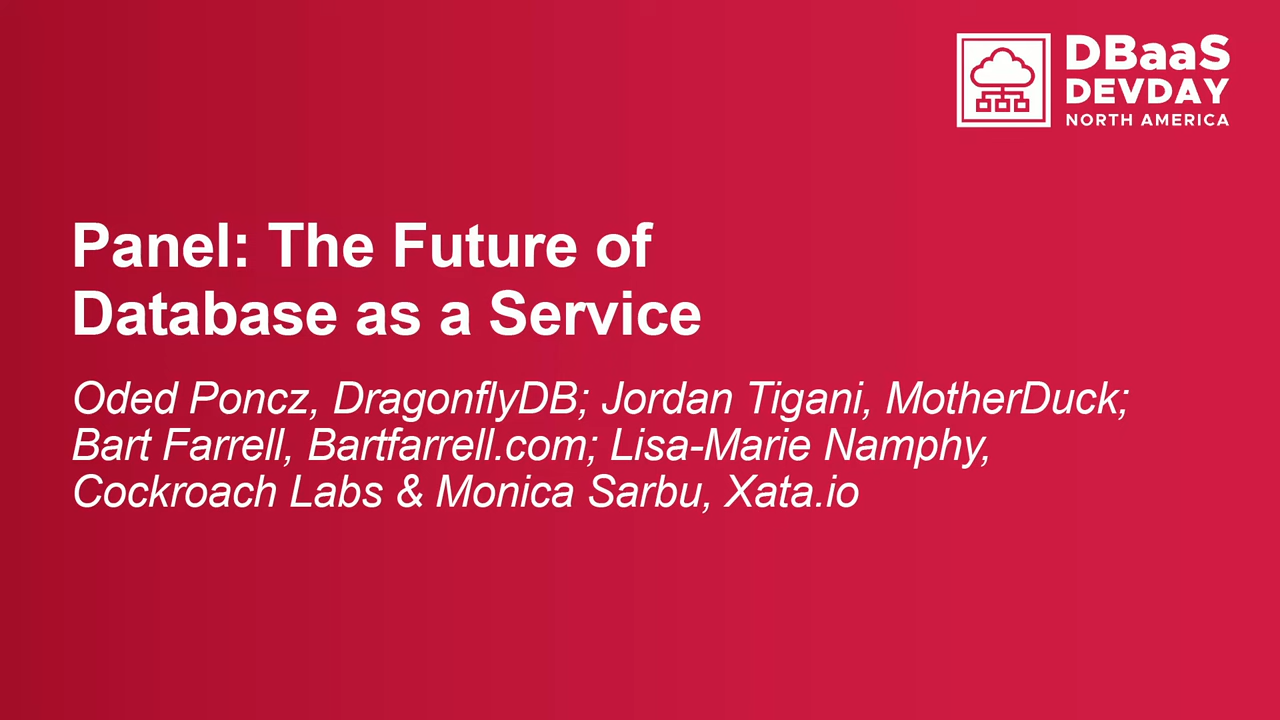 DBaaS
DEVDAY
NORTH AMERICA
Panel: The Future of
Database as a Service
Oded Poncz, DragonflyDB; Jordan Tigani, MotherDuck;
Bart Farrell, Bartfarrell.com; Lisa-Marie Namphy,
Cockroach Labs & Monica Sarbu, Xata.io